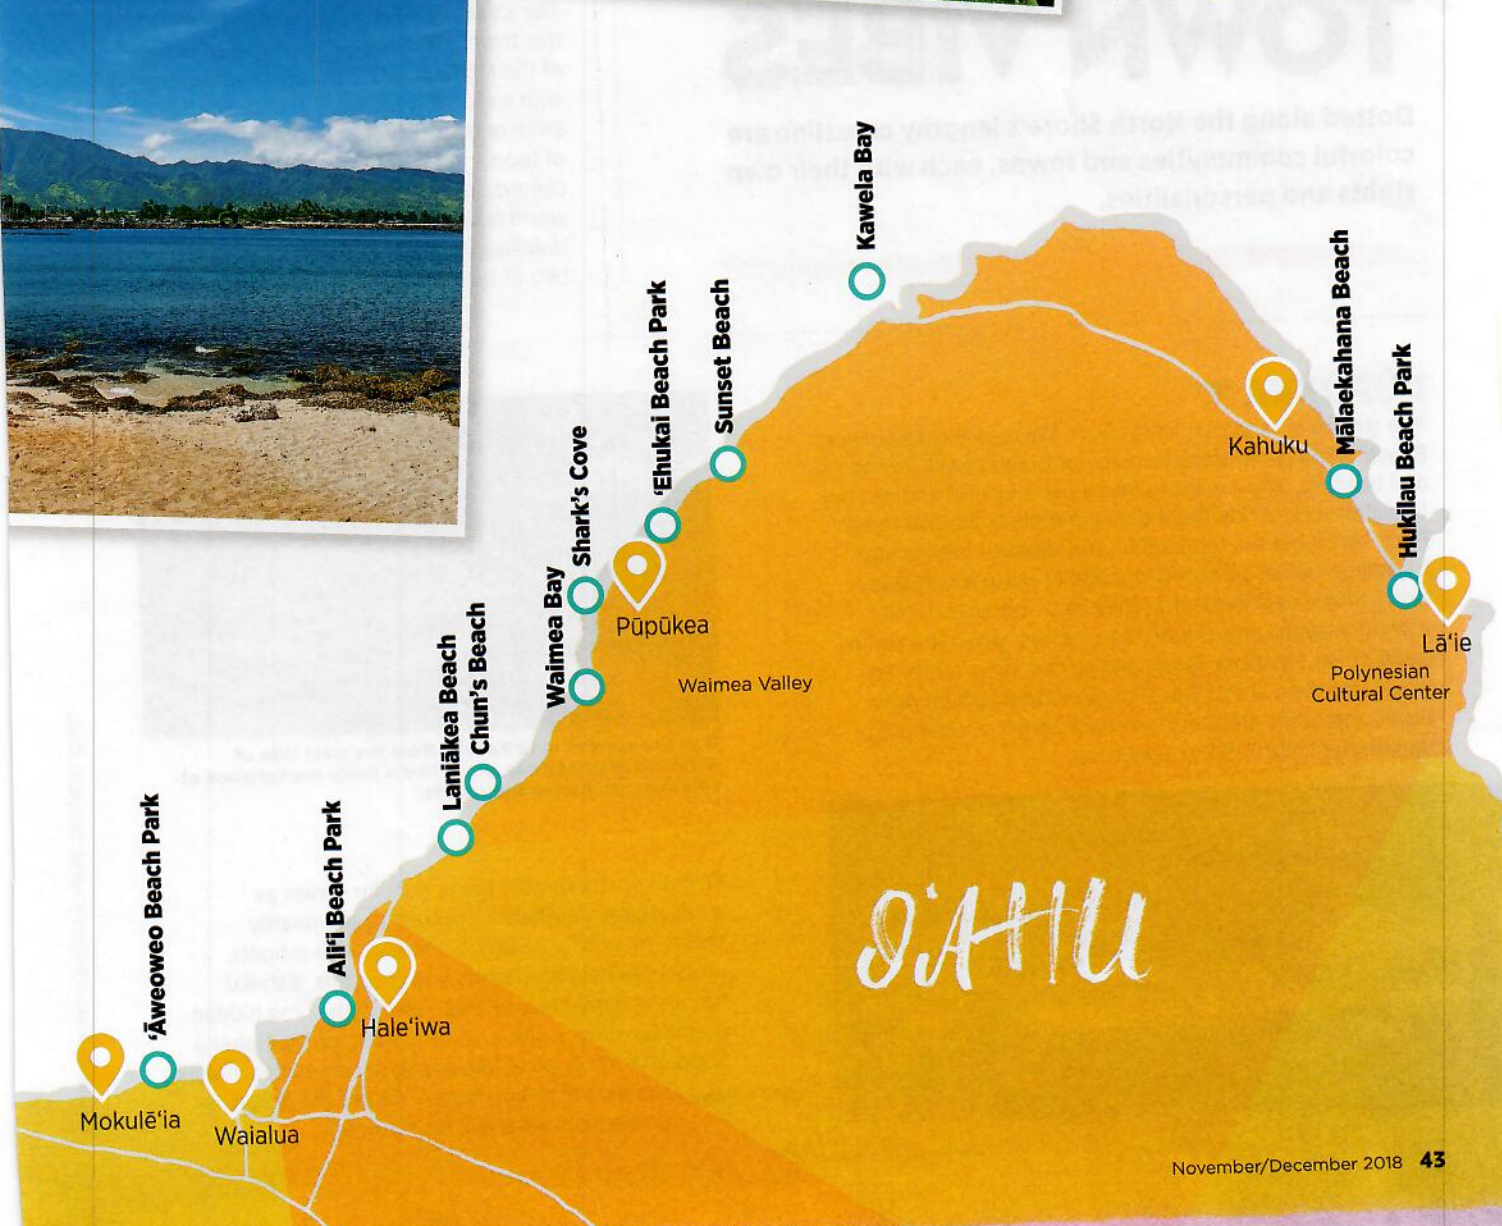 Kawela Bay
Mālaekahana Beach
Sunset Beach
'Ehukai Beach Park
Hukilau Beach Park
Kahuku
Shark's Cove
Waimea Bay
Pūpūkea
Lā‘ie
Waimea Valley
Polynesian
Cultural Center
Laniākea Beach
Chun's Beach
'Āweoweo Beach Park
Ali‘i Beach Park
O‘AHU
Hale‘iwa
Mokulē‘ia
Waialua
November/December 2018 43